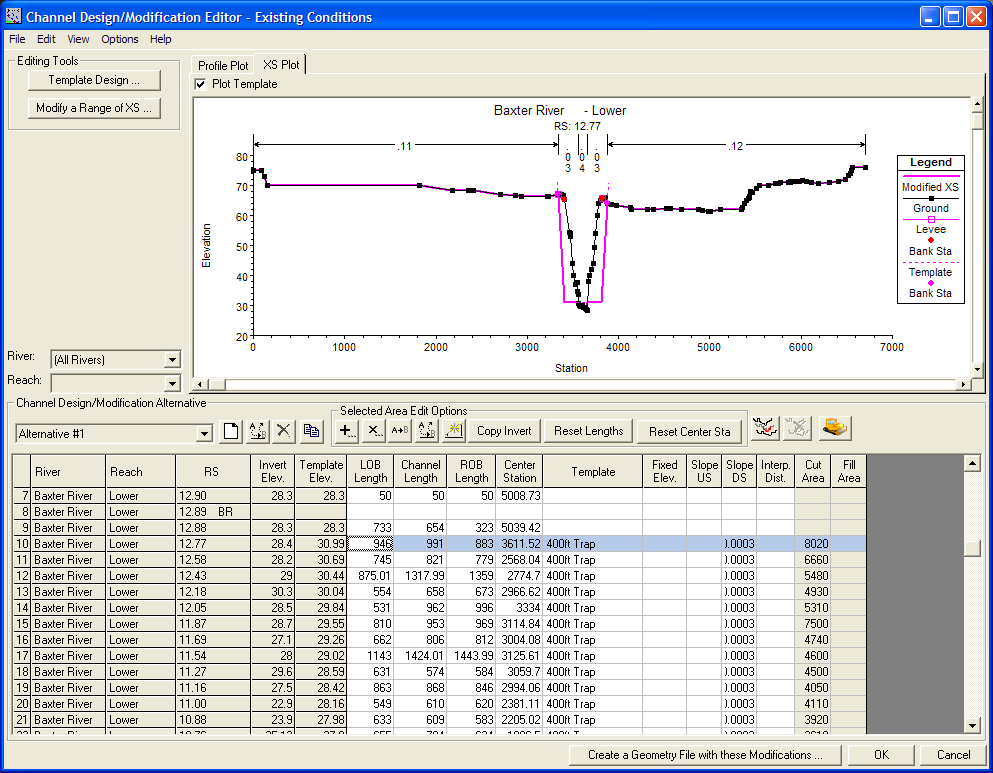 Channel Design/Modification Editor - Existing Conditions
File Edit View Options Help
Editing Tools
Template Design ...
Modify a Range of XS ...
River: (All Rivers)
Reach:
Profile Plot XS Plot
Plot Template
Baxter River - Lower
RS: 12.77
.11 .03 .04 .03 .12
Elevation
80
70
60
50
40
30
20
0 1000 2000 3000 4000 5000 6000 7000
Station
Legend
Modified XS
Ground
Levee
Bank Sta
Template
Bank Sta
Channel Design/Modification Alternative
Alternative #1
Selected Area Edit Options
Copy Invert Reset Lengths Reset Center Sta
River Reach RS Invert Elev. Template Elev. LOB Length Channel Length ROB Length Center Station Template Fixed Elev. Slope US Slope DS Interp. Dist. Cut Area Fill Area
7 Baxter River Lower 12.90 28.3 28.3 50 50 50 5008.73
8 Baxter River Lower 12.89 BR
9 Baxter River Lower 12.88 28.3 28.3 733 654 323 5039.42
10 Baxter River Lower 12.77 28.4 30.99 946 991 883 3611.52 400ft Trap 0.0003 8020
11 Baxter River Lower 12.58 28.2 30.69 745 821 779 2568.04 400ft Trap 0.0003 6660
12 Baxter River Lower 12.43 29 30.44 875.01 1317.99 1359 2774.7 400ft Trap 0.0003 5480
13 Baxter River Lower 12.18 30.3 30.04 554 658 673 2966.62 400ft Trap 0.0003 4930
14 Baxter River Lower 12.05 28.5 29.84 531 962 996 3334 400ft Trap 0.0003 5310
15 Baxter River Lower 11.87 28.7 29.55 810 953 969 3114.84 400ft Trap 0.0003 7500
16 Baxter River Lower 11.69 27.1 29.26 662 806 812 3004.08 400ft Trap 0.0003 4740
17 Baxter River Lower 11.54 28 29.02 1143 1424.01 1443.99 3125.61 400ft Trap 0.0003 4600
18 Baxter River Lower 11.27 29.6 28.59 631 574 584 3059.7 400ft Trap 0.0003 4500
19 Baxter River Lower 11.16 27.5 28.42 863 868 846 2994.06 400ft Trap 0.0003 4050
20 Baxter River Lower 11.00 22.9 28.16 549 610 620 2381.11 400ft Trap 0.0003 4110
21 Baxter River Lower 10.88 23.9 27.98 633 609 583 2205.02 400ft Trap 0.0003 3920
Create a Geometry File with these Modifications ... OK Cancel